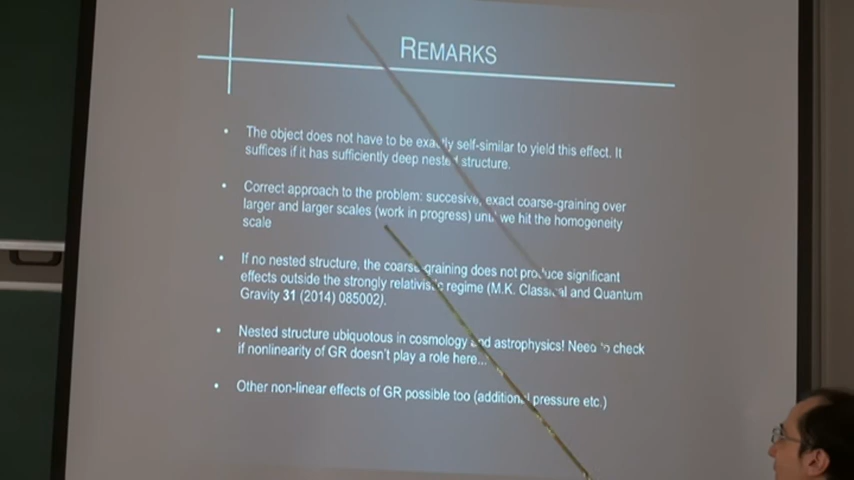 REMARKS
• The object does not have to be exactly self-similar to yield this effect. It
suffices if it has sufficiently deep nested structure.
• Correct approach to the problem: succesive, exact coarse-graining over
larger and larger scales (work in progress) until we hit the homogeneity
scale
• If no nested structure, the coarse-graining does not produce significant
effects outside the strongly relativistic regime (M.K. Classical and Quantum
Gravity 31 (2014) 085002).
• Nested structure ubiquotous in cosmology and astrophysics! Need to check
if nonlinearity of GR doesn't play a role here...
• Other non-linear effects of GR possible too (additional pressure etc.)